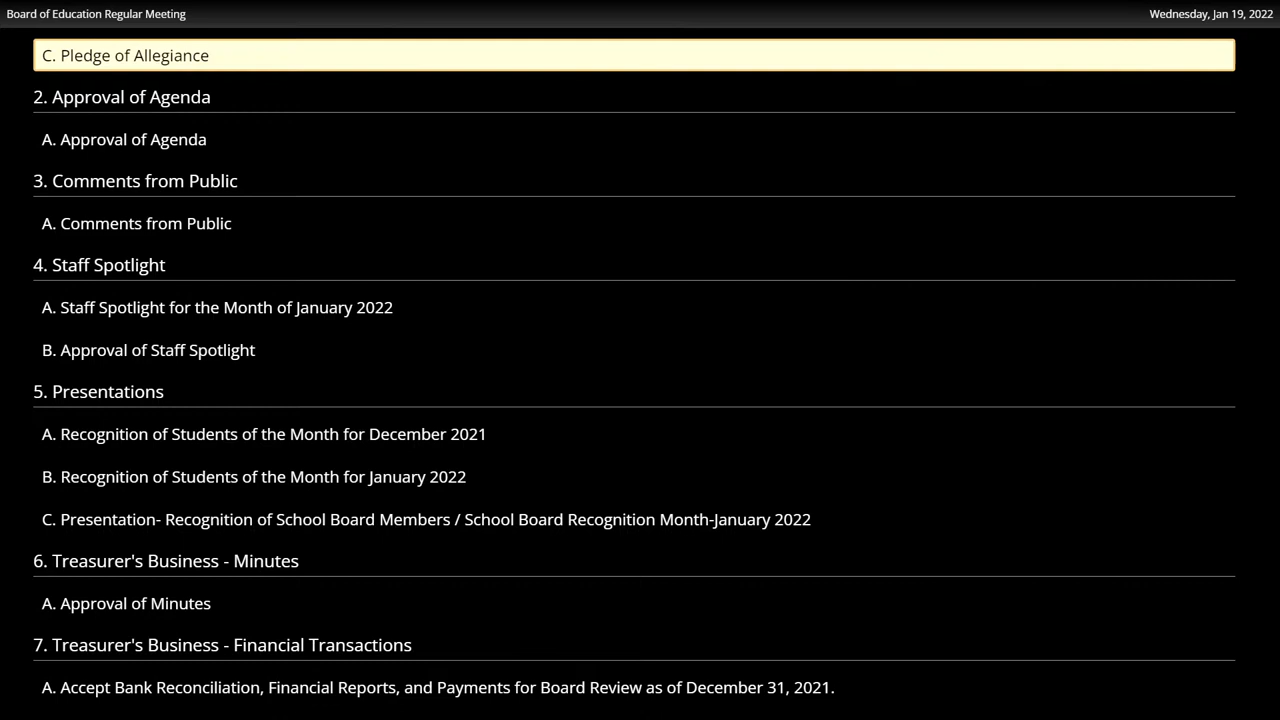 Board of Education Regular Meeting
Wednesday, Jan 19, 2022
C. Pledge of Allegiance
2. Approval of Agenda
A. Approval of Agenda
3. Comments from Public
A. Comments from Public
4. Staff Spotlight
A. Staff Spotlight for the Month of January 2022
B. Approval of Staff Spotlight
5. Presentations
A. Recognition of Students of the Month for December 2021
B. Recognition of Students of the Month for January 2022
C. Presentation- Recognition of School Board Members / School Board Recognition Month-January 2022
6. Treasurer's Business - Minutes
A. Approval of Minutes
7. Treasurer's Business - Financial Transactions
A. Accept Bank Reconciliation, Financial Reports, and Payments for Board Review as of December 31, 2021.